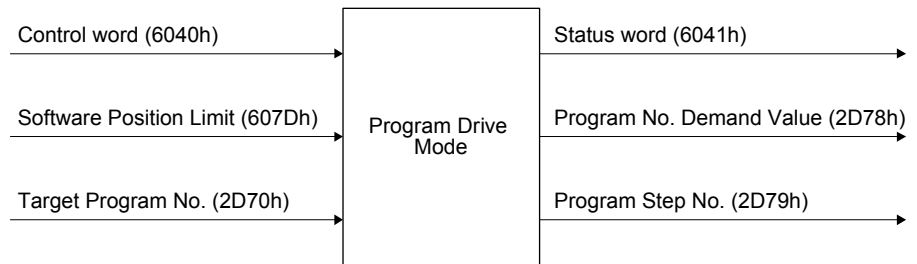 Control word (6040h)
Status word (6041h)
Software Position Limit (607Dh)
Program Drive
Mode
Program No. Demand Value (2D78h)
Target Program No. (2D70h)
Program Step No. (2D79h)